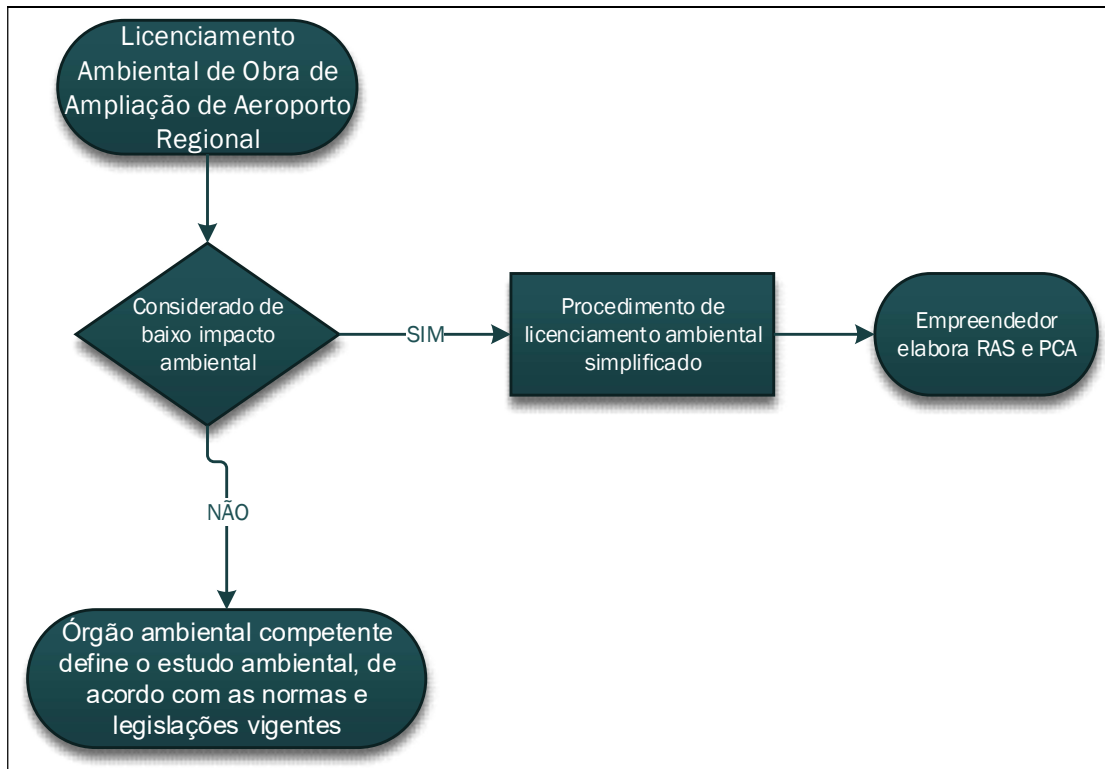 Licenciamento
Ambiental de Obra de
Ampliação de Aeroporto
Regional
Considerado de
baixo impacto
ambiental
SIM
Procedimento de
licenciamento ambiental
simplificado
Empreendedor
elabora RAS e PCA
NÃO
Órgão ambiental competente
define o estudo ambiental, de
acordo com as normas e
legislações vigentes